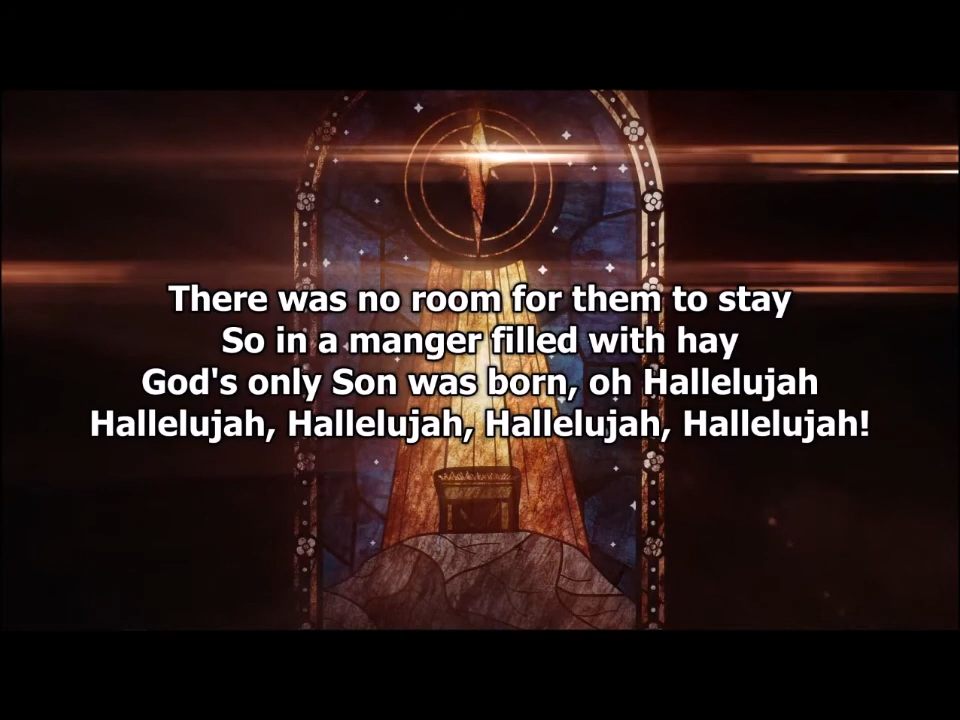 There was no room for them to stay
So in a manger filled with hay
God's only Son was born, oh Hallelujah
Hallelujah, Hallelujah, Hallelujah, Hallelujah!